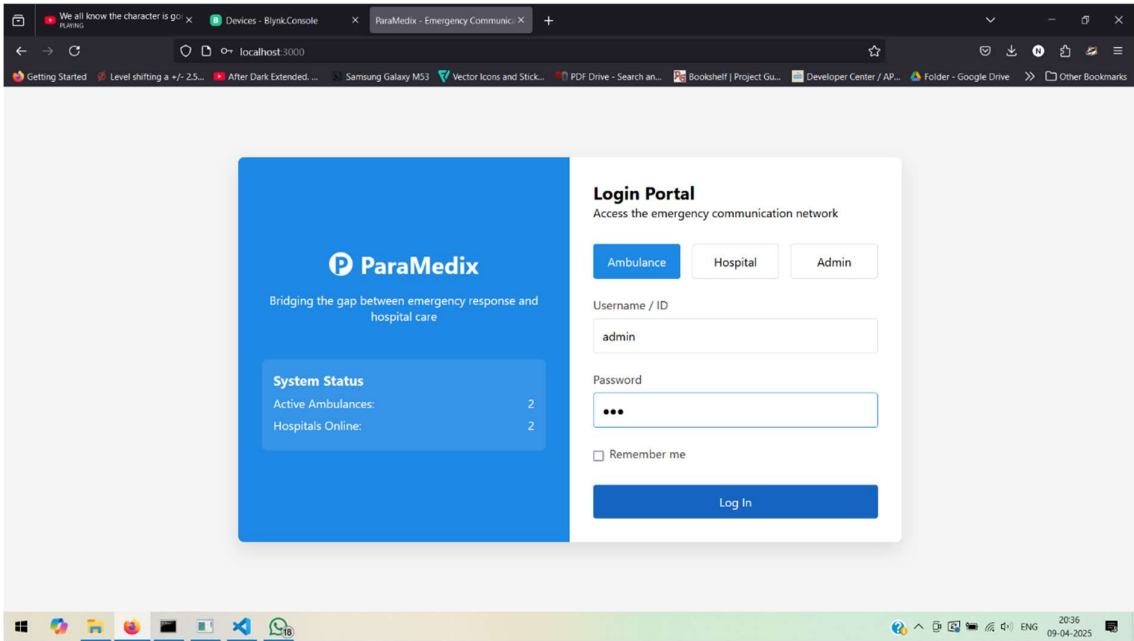 We all know the character is go
PLAYING
Devices - Blynk.Console
ParaMedix - Emergency Communic
localhost:3000
Getting Started
Level shifting a +/- 2.5...
After Dark Extended. ...
Samsung Galaxy M53
Vector Icons and Stick...
PDF Drive - Search an...
Bookshelf | Project Gu...
Developer Center / AP...
Folder - Google Drive
Other Bookmarks
ParaMedix
Bridging the gap between emergency response and
hospital care
System Status
Active Ambulances: 2
Hospitals Online: 2
Login Portal
Access the emergency communication network
Ambulance Hospital Admin
Username / ID
admin
Password
Remember me
Log In
18
ENG
20:36
09-04-2025